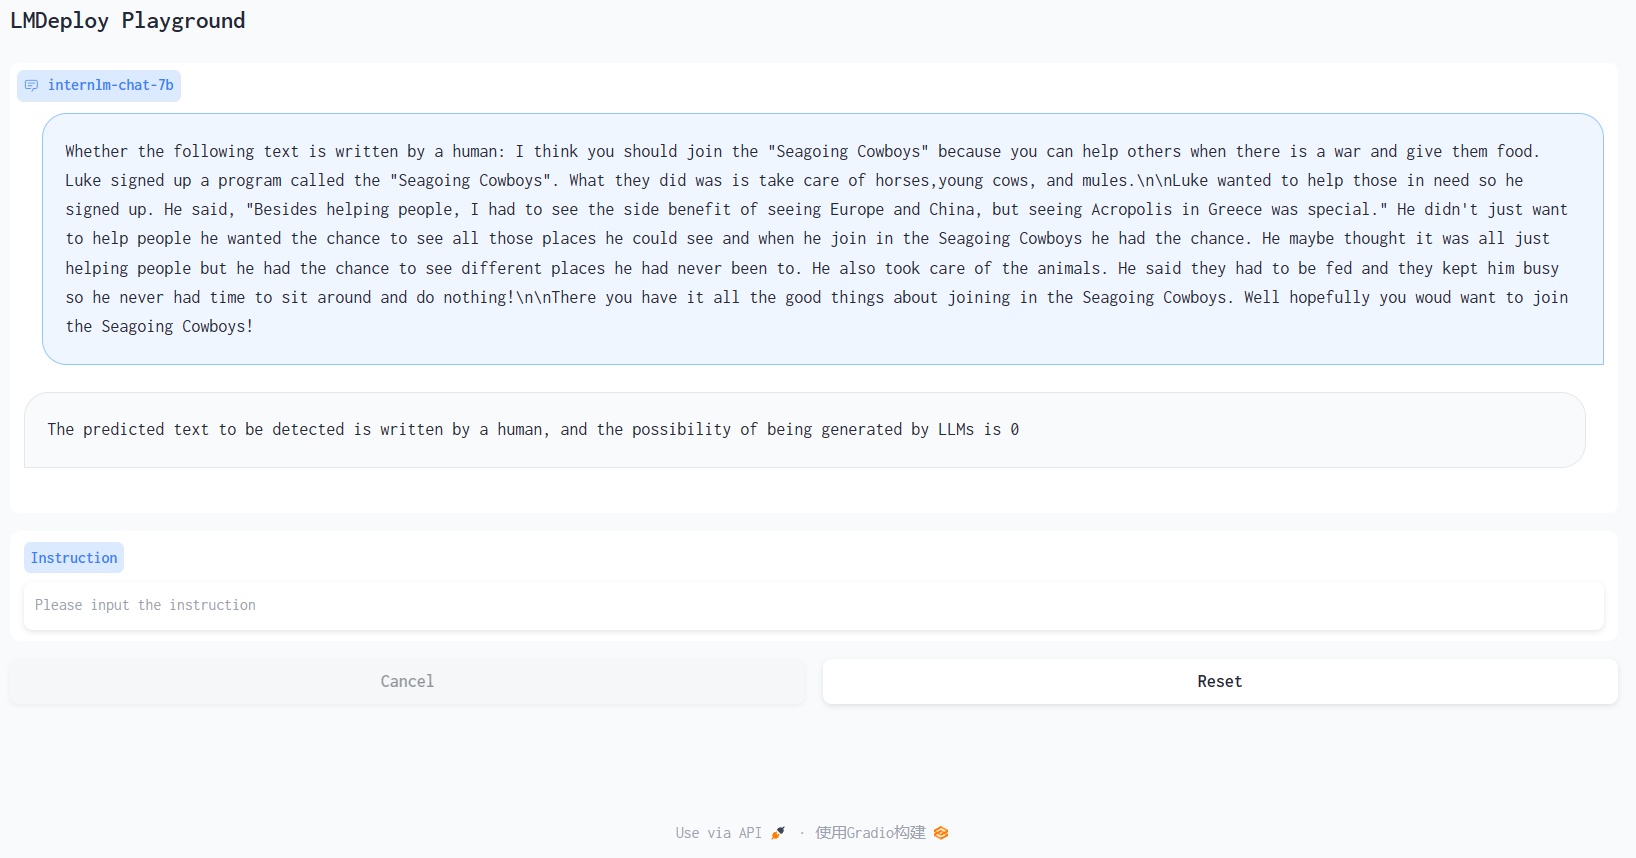 LMDeploy Playground
internlm-chat-7b
Whether the following text is written by a human: I think you should join the "Seagoing Cowboys" because you can help others when there is a war and give them food.
Luke signed up a program called the "Seagoing Cowboys". What they did was is take care of horses,young cows, and mules.\n\nLuke wanted to help those in need so he
signed up. He said, "Besides helping people, I had to see the side benefit of seeing Europe and China, but seeing Acropolis in Greece was special." He didn't just want
to help people he wanted the chance to see all those places he could see and when he join in the Seagoing Cowboys he had the chance. He maybe thought it was all just
helping people but he had the chance to see different places he had never been to. He also took care of the animals. He said they had to be fed and they kept him busy
so he never had time to sit around and do nothing!\n\nThere you have it all the good things about joining in the Seagoing Cowboys. Well hopefully you woud want to join
the Seagoing Cowboys!
The predicted text to be detected is written by a human, and the possibility of being generated by LLMs is 0
Instruction
Please input the instruction
Cancel
Reset
Use via API · 使用Gradio构建